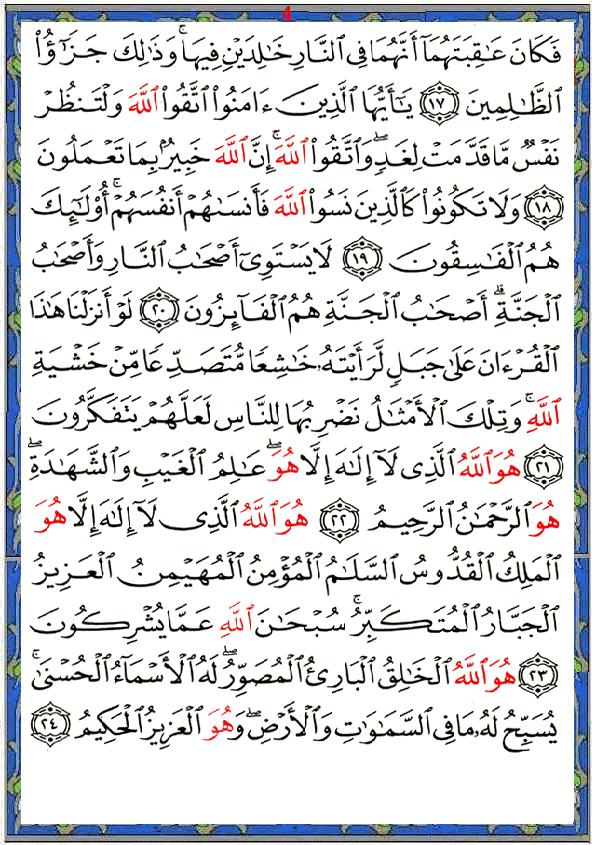 4
فَكَانَ عَٰقِبَتَهُمَآ أَنَّهُمَا فِى ٱلنَّارِ خَٰلِدَيْنِ فِيهَا ۚ وَذَٰلِكَ جَزَٰٓؤُا۟
ٱلظَّٰلِمِينَ ۝١٧ يَٰٓأَيُّهَا ٱلَّذِينَ ءَامَنُوا۟ ٱتَّقُوا۟ ٱللَّهَ وَلْتَنظُرْ
نَفْسٌ مَّا قَدَّمَتْ لِغَدٍ ۖ وَٱتَّقُوا۟ ٱللَّهَ ۚ إِنَّ ٱللَّهَ خَبِيرٌۢ بِمَا تَعْمَلُونَ
۝١٨ وَلَا تَكُونُوا۟ كَٱلَّذِينَ نَسُوا۟ ٱللَّهَ فَأَنسَىٰهُمْ أَنفُسَهُمْ ۚ أُو۟لَٰٓئِكَ
هُمُ ٱلْفَٰسِقُونَ ۝١٩ لَا يَسْتَوِىٓ أَصْحَٰبُ ٱلنَّارِ وَأَصْحَٰبُ
ٱلْجَنَّةِ ۚ أَصْحَٰبُ ٱلْجَنَّةِ هُمُ ٱلْفَآئِزُونَ ۝٢٠ لَوْ أَنزَلْنَا هَٰذَا
ٱلْقُرْءَانَ عَلَىٰ جَبَلٍ لَّرَأَيْتَهُۥ خَٰشِعًا مُّتَصَدِّعًا مِّنْ خَشْيَةِ
ٱللَّهِ ۚ وَتِلْكَ ٱلْأَمْثَٰلُ نَضْرِبُهَا لِلنَّاسِ لَعَلَّهُمْ يَتَفَكَّرُونَ
۝٢١ هُوَ ٱللَّهُ ٱلَّذِى لَآ إِلَٰهَ إِلَّا هُوَ ۖ عَٰلِمُ ٱلْغَيْبِ وَٱلشَّهَٰدَةِ ۖ
هُوَ ٱلرَّحْمَٰنُ ٱلرَّحِيمُ ۝٢٢ هُوَ ٱللَّهُ ٱلَّذِى لَآ إِلَٰهَ إِلَّا هُوَ
ٱلْمَلِكُ ٱلْقُدُّوسُ ٱلسَّلَٰمُ ٱلْمُؤْمِنُ ٱلْمُهَيْمِنُ ٱلْعَزِيزُ
ٱلْجَبَّارُ ٱلْمُتَكَبِّرُ ۚ سُبْحَٰنَ ٱللَّهِ عَمَّا يُشْرِكُونَ
۝٢٣ هُوَ ٱللَّهُ ٱلْخَٰلِقُ ٱلْبَارِئُ ٱلْمُصَوِّرُ ۖ لَهُ ٱلْأَسْمَآءُ ٱلْحُسْنَىٰ ۚ
يُسَبِّحُ لَهُۥ مَا فِى ٱلسَّمَٰوَٰتِ وَٱلْأَرْضِ ۖ وَهُوَ ٱلْعَزِيزُ ٱلْحَكِيمُ ۝٢٤